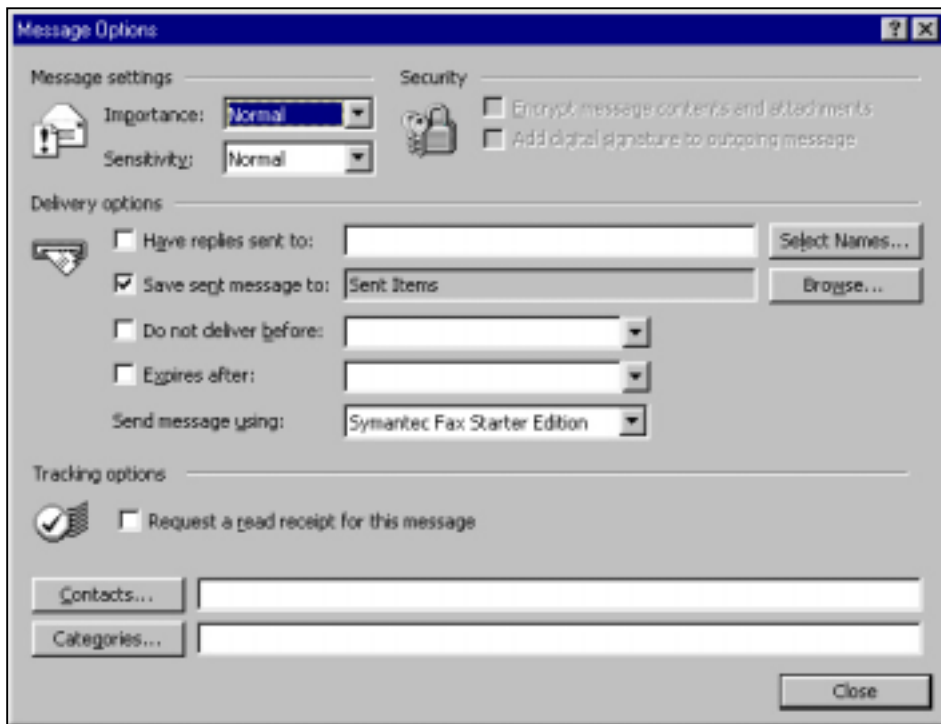 Message Options
Message settings
Importance: Normal
Sensitivity: Normal
Security
Encrypt message contents and attachments
Add digital signature to outgoing message
Delivery options
Have replies sent to: Select Names...
Save sent message to: Sent Items Browse...
Do not deliver before:
Expires after:
Send message using: Symantec Fax Starter Edition
Tracking options
Request a read receipt for this message
Contacts...
Categories...
Close